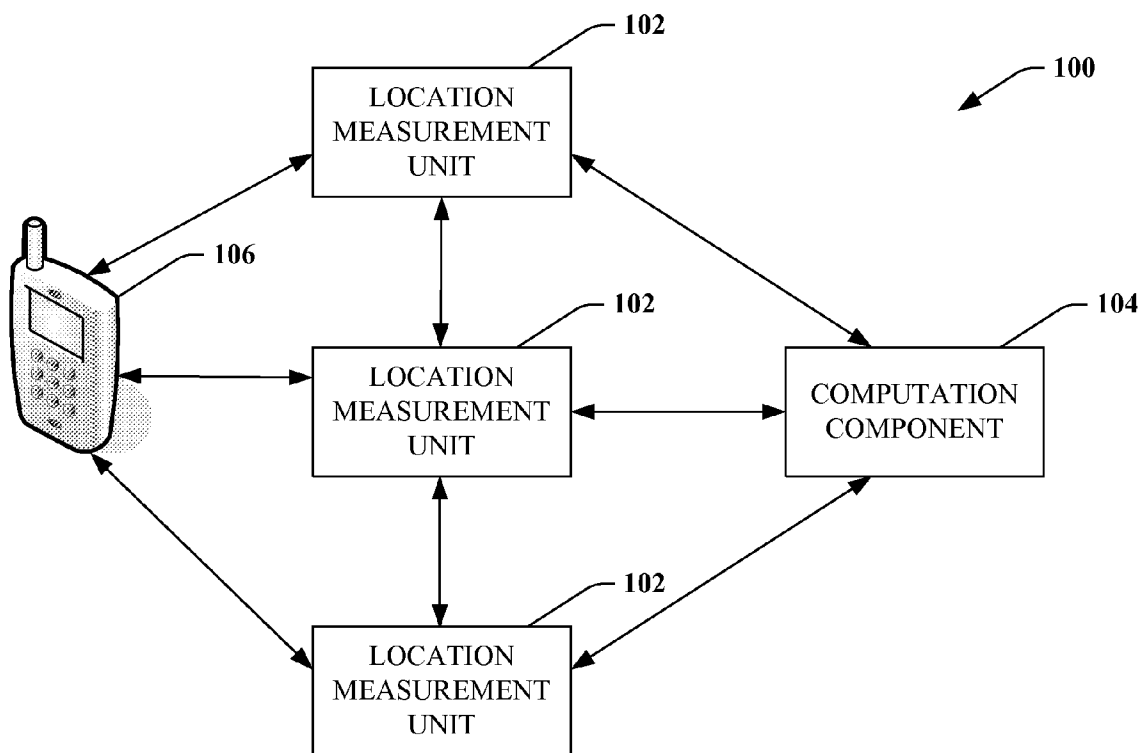 102
100
LOCATION
MEASUREMENT
UNIT
106
102
104
LOCATION
MEASUREMENT
UNIT
COMPUTATION
COMPONENT
102
LOCATION
MEASUREMENT
UNIT